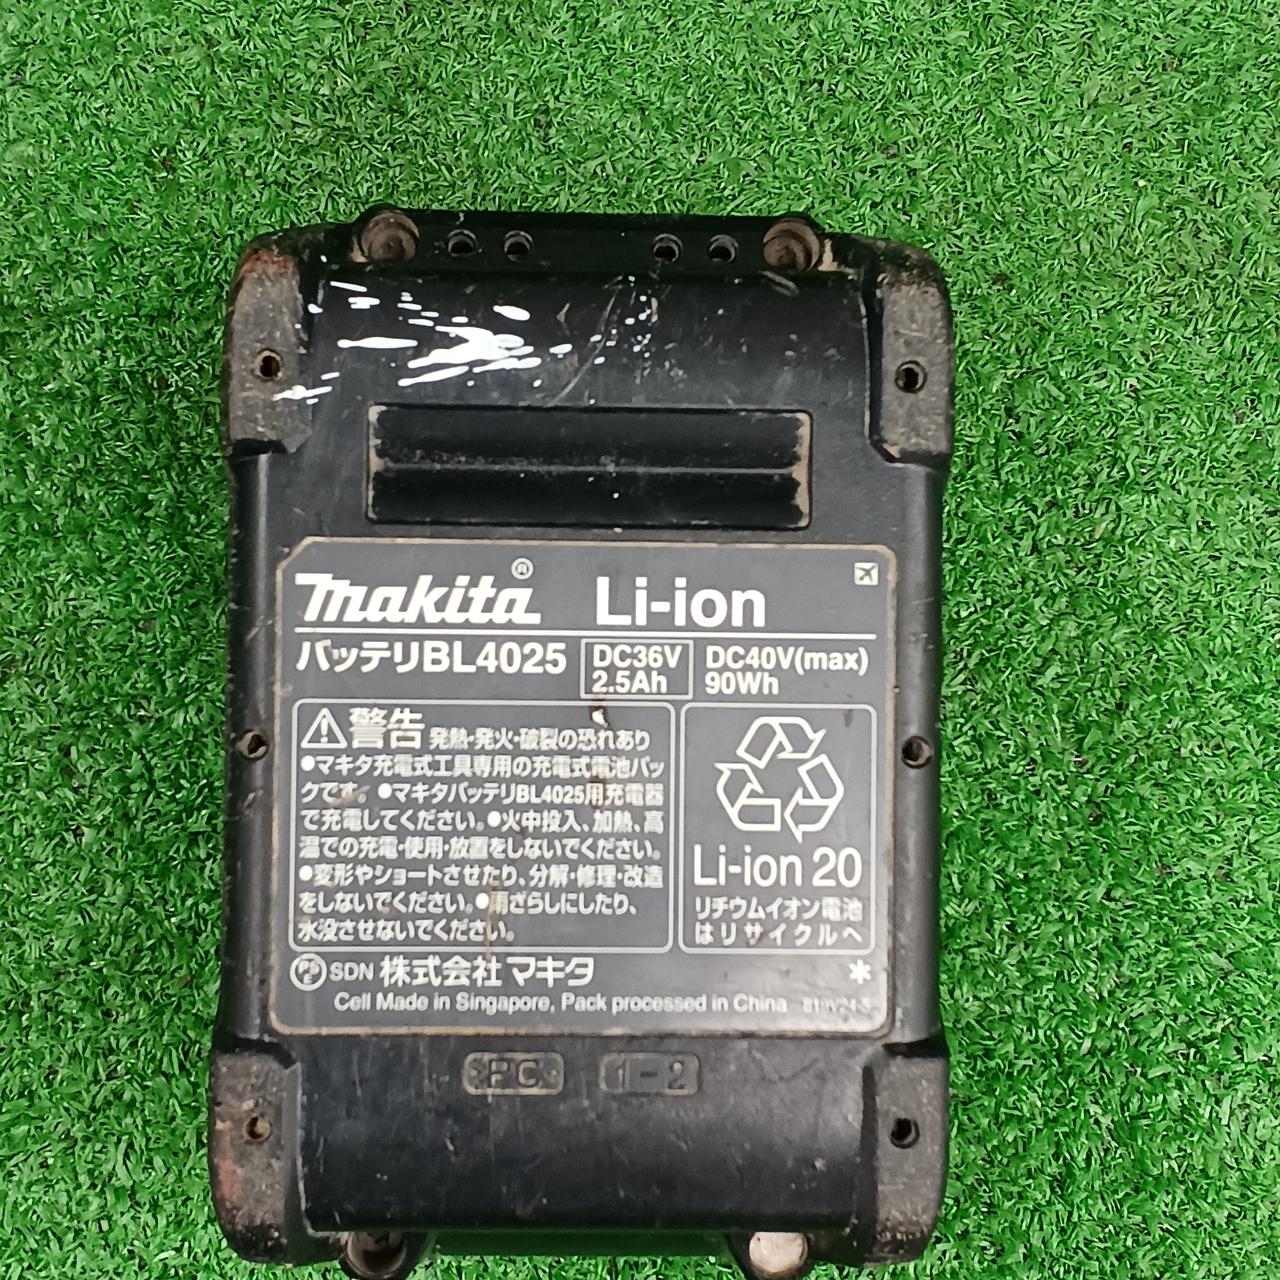 makita® Li-ion
バッテリBL4025 DC36V 2.5Ah DC40V(max) 90Wh
警告 発熱・発火・破裂の恐れあり
●マキタ充電式工具専用の充電式電池パッ
クです。●マキタバッテリBL4025用充電器
で充電してください。●火中投入、加熱、高
温での充電・使用・放置をしないでください。
●変形やショートさせたり、分解・修理・改造
をしないでください。●雨ざらしにしたり、
水没させないでください。
Li-ion 20
リチウムイオン電池
はリサイクルへ
PS
E SDN 株式会社マキタ *
Cell Made in Singapore, Pack processed in China
>PC< 1-2